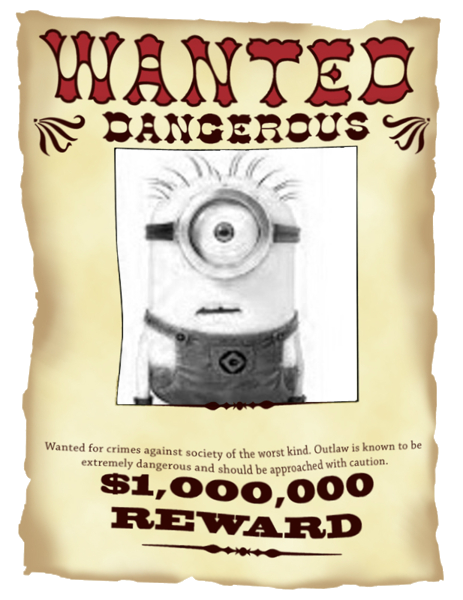 WANTED
DANGEROUS
Wanted for crimes against society of the worst kind. Outlaw is known to be
extremely dangerous and should be approached with caution.
$1,000,000
REWARD